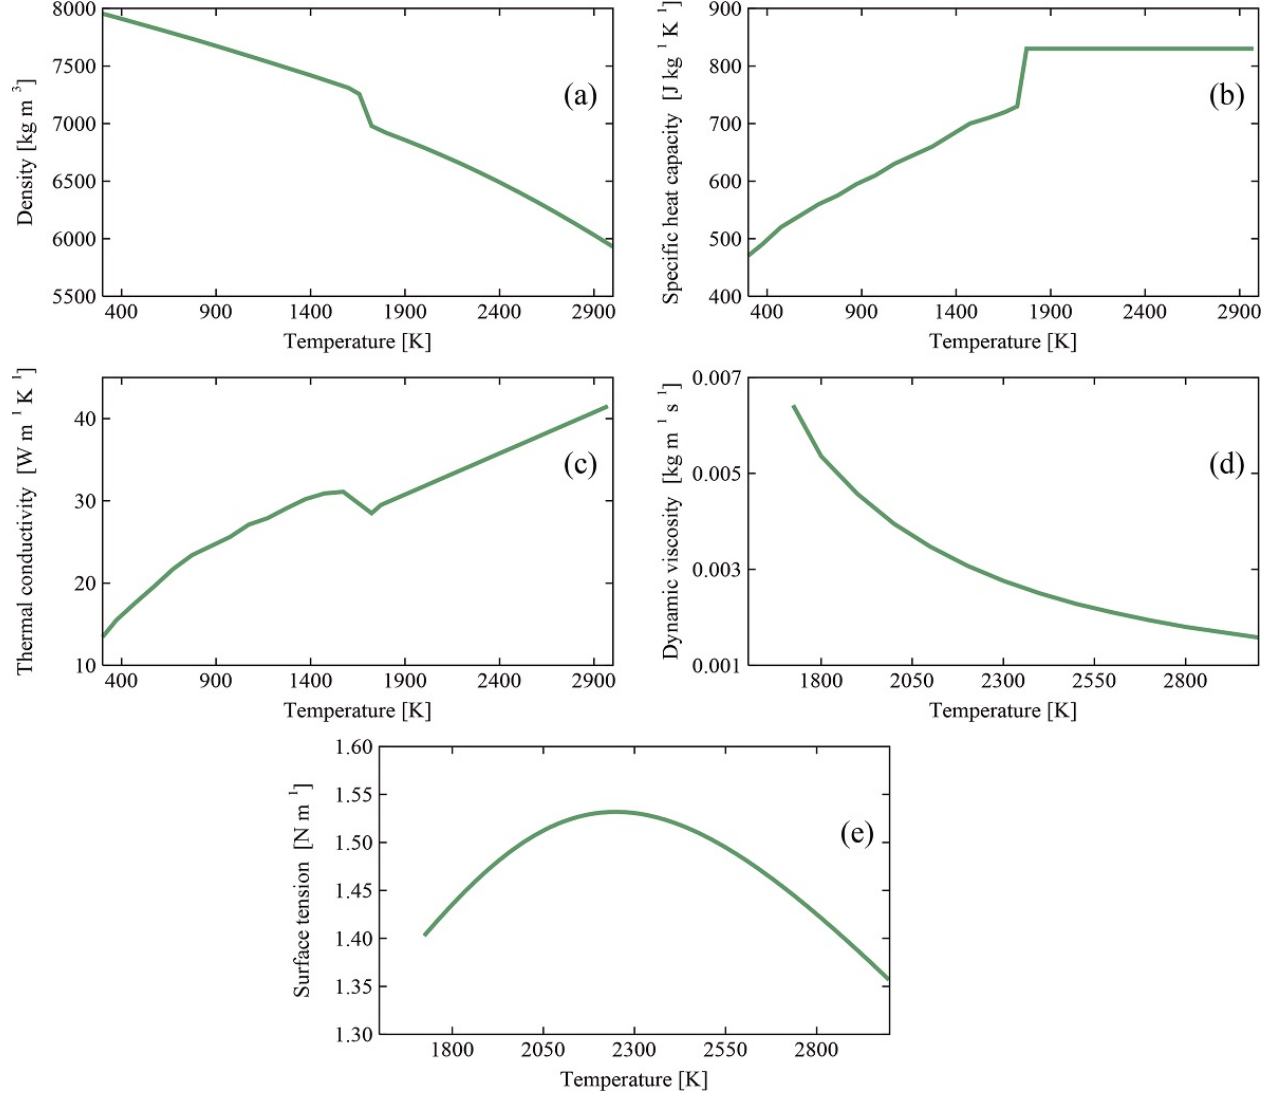 8000
7500
7000
6500
6000
5500
Density [kg m 3]
(a)
400 900 1400 1900 2400 2900
Temperature [K]
900
800
700
600
500
400
Specific heat capacity [J kg 1 K 1]
(b)
400 900 1400 1900 2400 2900
Temperature [K]
40
30
20
10
Thermal conductivity [W m 1 K 1]
(c)
400 900 1400 1900 2400 2900
Temperature [K]
0.007
0.005
0.003
0.001
Dynamic viscosity [kg m 1 s 1]
(d)
1800 2050 2300 2550 2800
Temperature [K]
1.60
1.55
1.50
1.45
1.40
1.35
1.30
Surface tension [N m 1]
(e)
1800 2050 2300 2550 2800
Temperature [K]